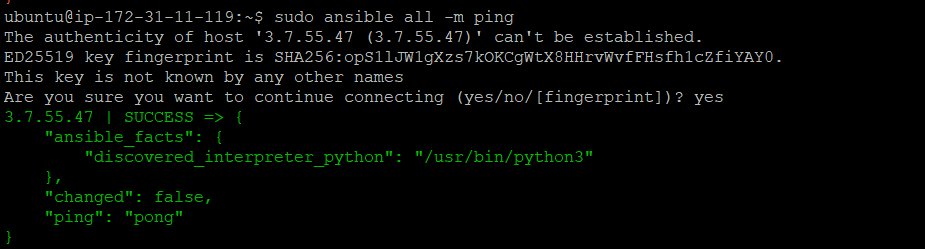 ubuntu@ip-172-31-11-119:~$ sudo ansible all -m ping
The authenticity of host '3.7.55.47 (3.7.55.47)' can't be established.
ED25519 key fingerprint is SHA256:opSllJWlgXzs7kOKCgWtX8HHrvWvfFHsfh1cZfiYAY0.
This key is not known by any other names
Are you sure you want to continue connecting (yes/no/[fingerprint])? yes
3.7.55.47 | SUCCESS => {
    "ansible_facts": {
        "discovered_interpreter_python": "/usr/bin/python3"
    },
    "changed": false,
    "ping": "pong"
}